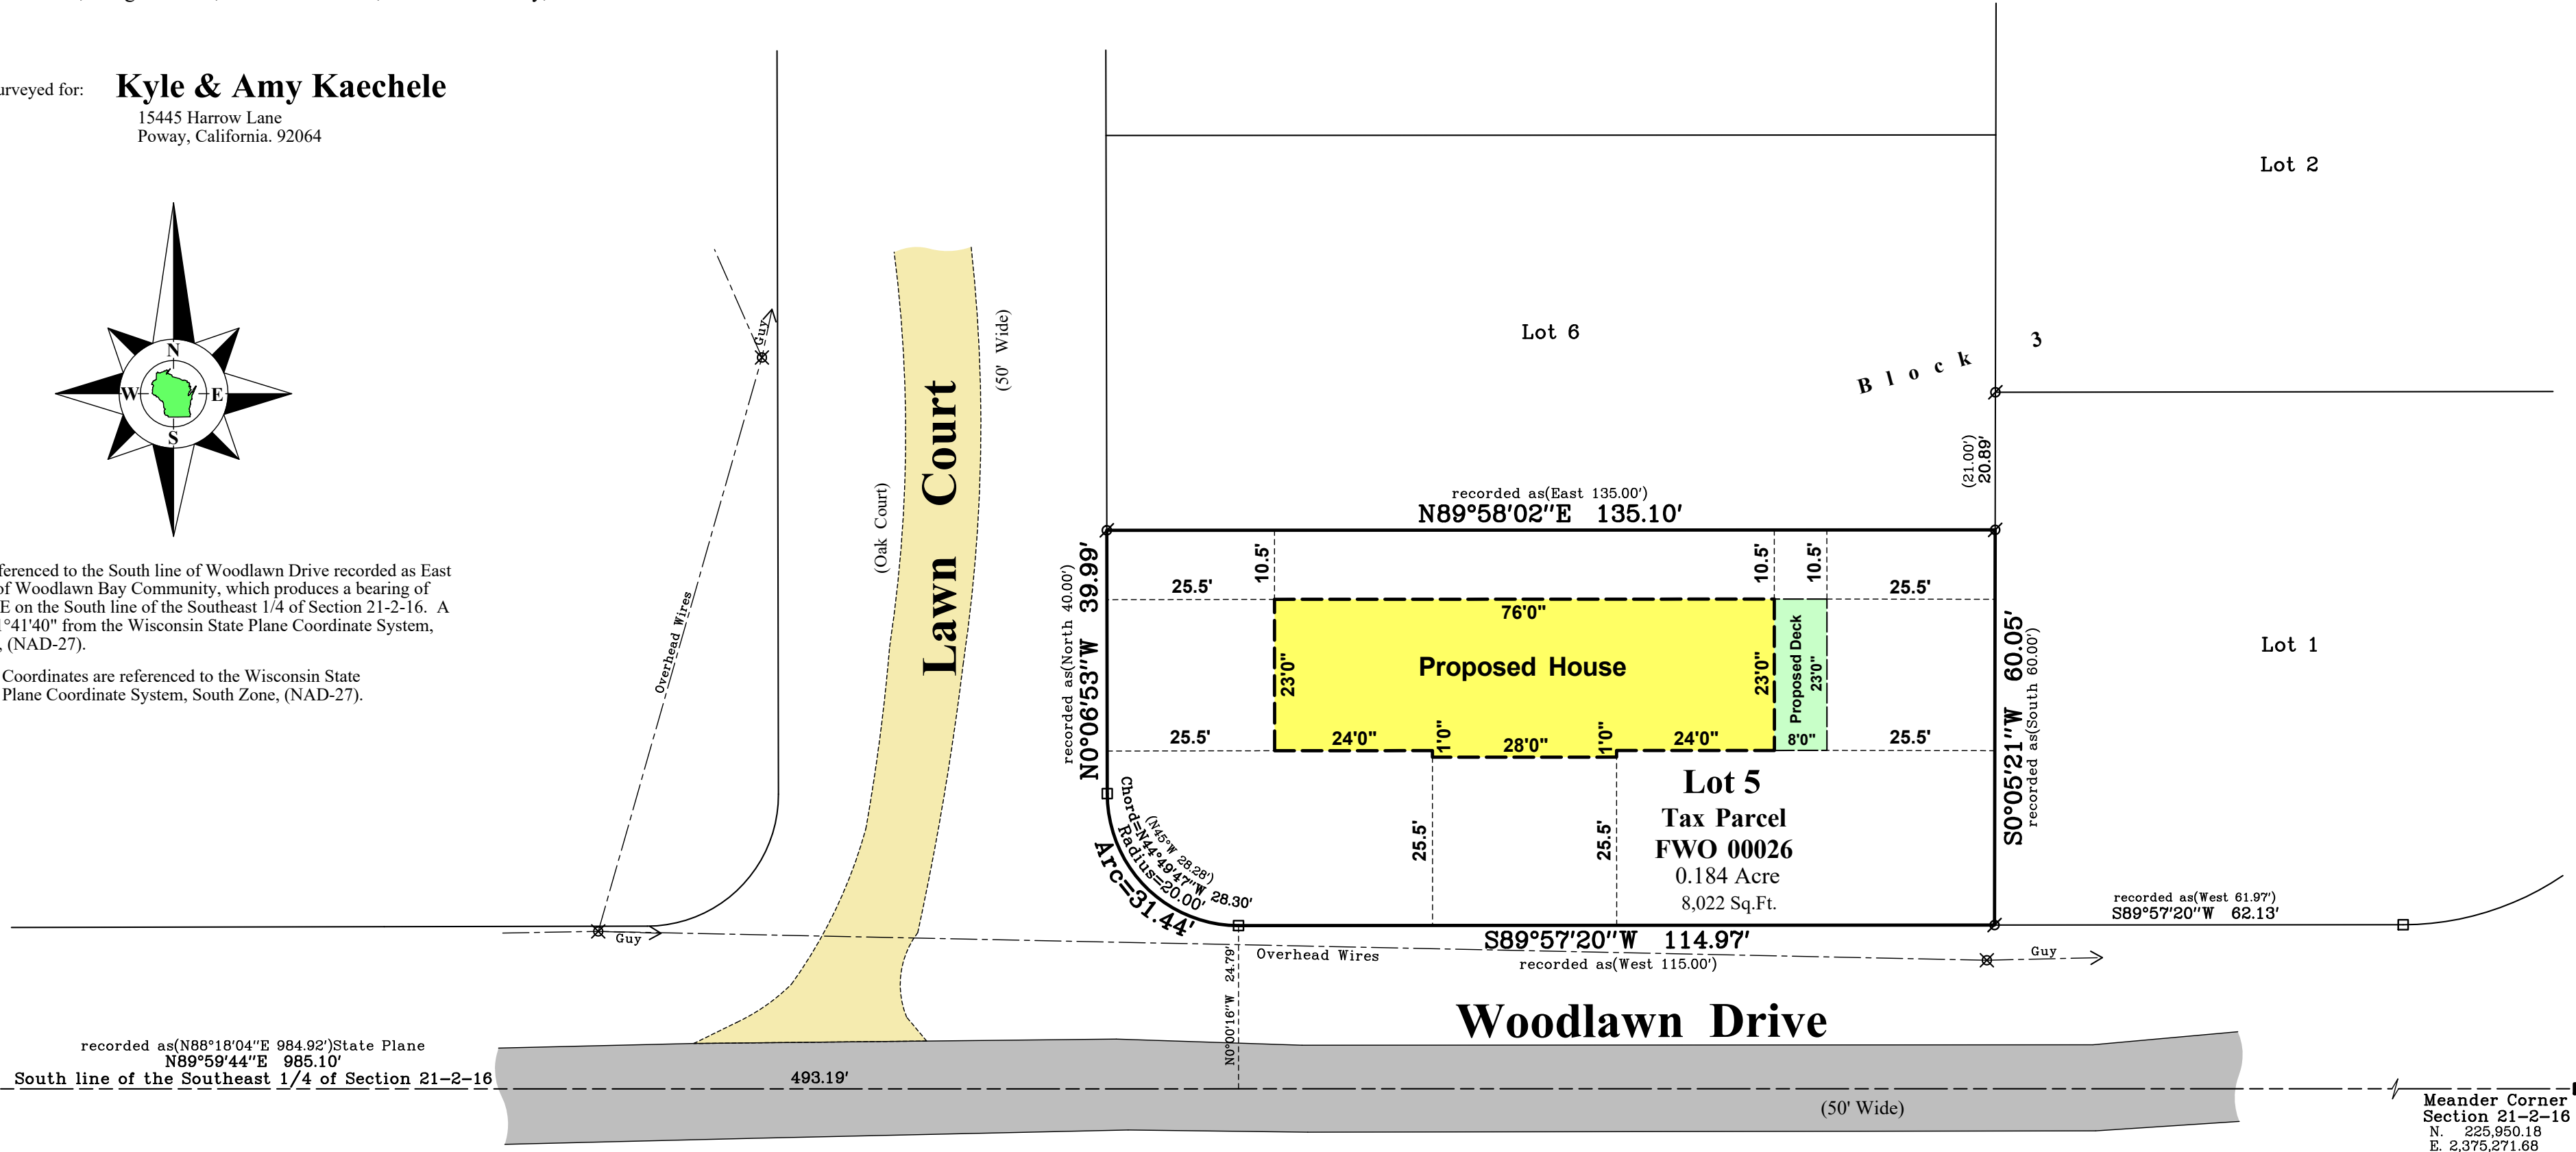 urveyed for: Kyle & Amy Kaechele
15445 Harrow Lane
Poway, California. 92064
N
W E
S
ferenced to the South line of Woodlawn Drive recorded as East
of Woodlawn Bay Community, which produces a bearing of
E on the South line of the Southeast 1/4 of Section 21-2-16. A
1°41'40" from the Wisconsin State Plane Coordinate System,
, (NAD-27).
Coordinates are referenced to the Wisconsin State
Plane Coordinate System, South Zone, (NAD-27).
Guy
Overhead Wires
Guy
Lawn Court
(Oak Court)
(50' Wide)
Lot 6
Lot 2
Block 3
(21.00')
20.89'
Lot 1
recorded as(East 135.00')
N89°58'02"E 135.10'
recorded as(North 40.00')
N0°06'53"W 39.99'
10.5'
10.5'
10.5'
25.5'
25.5'
76'0"
23'0"
Proposed House
23'0"
Proposed Deck
23'0"
25.5'
24'0"
1'0"
28'0"
1'0"
24'0"
8'0"
25.5'
S0°05'21"W 60.05'
recorded as(South 60.00')
Lot 5
Tax Parcel
FWO 00026
0.184 Acre
8,022 Sq.Ft.
25.5'
25.5'
(N45°W 28.28')
Chord=N44°49'47"W 28.30'
Radius=20.00'
Arc=31.44'
S89°57'20"W 114.97'
recorded as(West 115.00')
Overhead Wires
Guy
recorded as(West 61.97')
S89°57'20"W 62.13'
N0°00'16"W 24.79'
Woodlawn Drive
(50' Wide)
recorded as(N88°18'04"E 984.92')State Plane
N89°59'44"E 985.10'
South line of the Southeast 1/4 of Section 21-2-16
493.19'
Meander Corner
Section 21-2-16
N. 225,950.18
E. 2,375,271.68